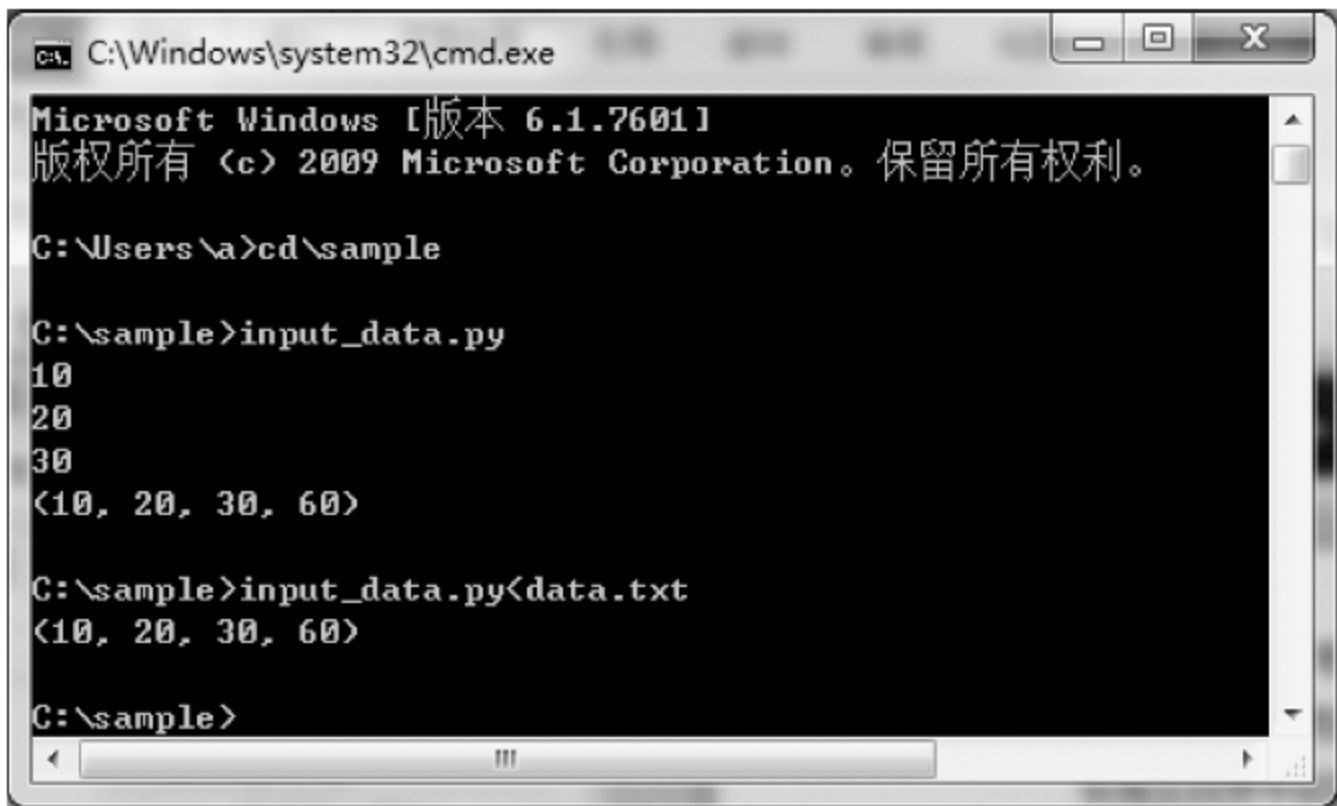 C:\Windows\system32\cmd.exe
Microsoft Windows [版本 6.1.7601]
版权所有 (c) 2009 Microsoft Corporation。保留所有权利。
C:\Users\a>cd\sample
C:\sample>input_data.py
10
20
30
(10, 20, 30, 60)
C:\sample>input_data.py<data.txt
(10, 20, 30, 60)
C:\sample>